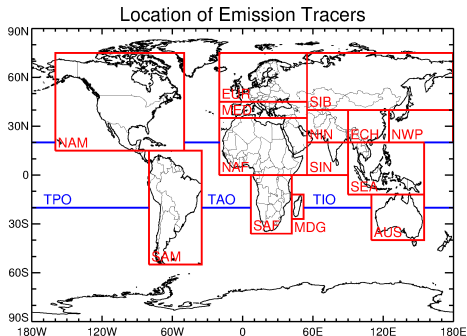 Location of Emission Tracers
90N
60N
30N
0
30S
60S
90S
EUR
MED
SIB
NAM
NAF
NIN
ECH
NWP
SIN
SEA
TPO
TAO
TIO
SAF
MDG
AUS
SAM
180W
120W
60W
0
60E
120E
180E